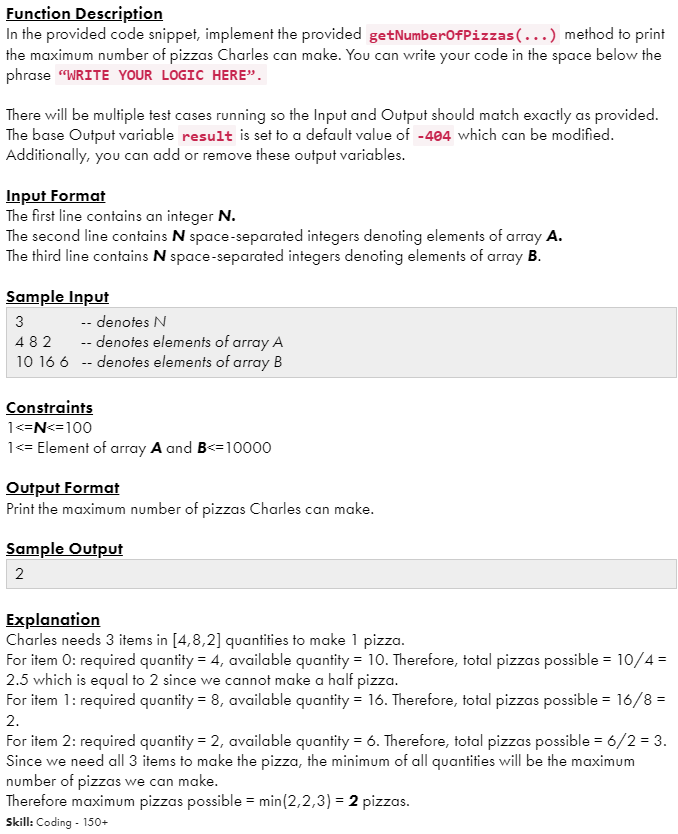 Function Description
In the provided code snippet, implement the provided getNumberOfPizzas(...) method to print
the maximum number of pizzas Charles can make. You can write your code in the space below the
phrase “WRITE YOUR LOGIC HERE”.
There will be multiple test cases running so the Input and Output should match exactly as provided.
The base Output variable result is set to a default value of -404 which can be modified.
Additionally, you can add or remove these output variables.
Input Format
The first line contains an integer N.
The second line contains N space-separated integers denoting elements of array A.
The third line contains N space-separated integers denoting elements of array B.
Sample Input
3 -- denotes N
4 8 2 -- denotes elements of array A
10 16 6 -- denotes elements of array B
Constraints
1<=N<=100
1<= Element of array A and B<=10000
Output Format
Print the maximum number of pizzas Charles can make.
Sample Output
2
Explanation
Charles needs 3 items in [4,8,2] quantities to make 1 pizza.
For item 0: required quantity = 4, available quantity = 10. Therefore, total pizzas possible = 10/4 =
2.5 which is equal to 2 since we cannot make a half pizza.
For item 1: required quantity = 8, available quantity = 16. Therefore, total pizzas possible = 16/8 =
2.
For item 2: required quantity = 2, available quantity = 6. Therefore, total pizzas possible = 6/2 = 3.
Since we need all 3 items to make the pizza, the minimum of all quantities will be the maximum
number of pizzas we can make.
Therefore maximum pizzas possible = min(2,2,3) = 2 pizzas.
Skill: Coding - 150+